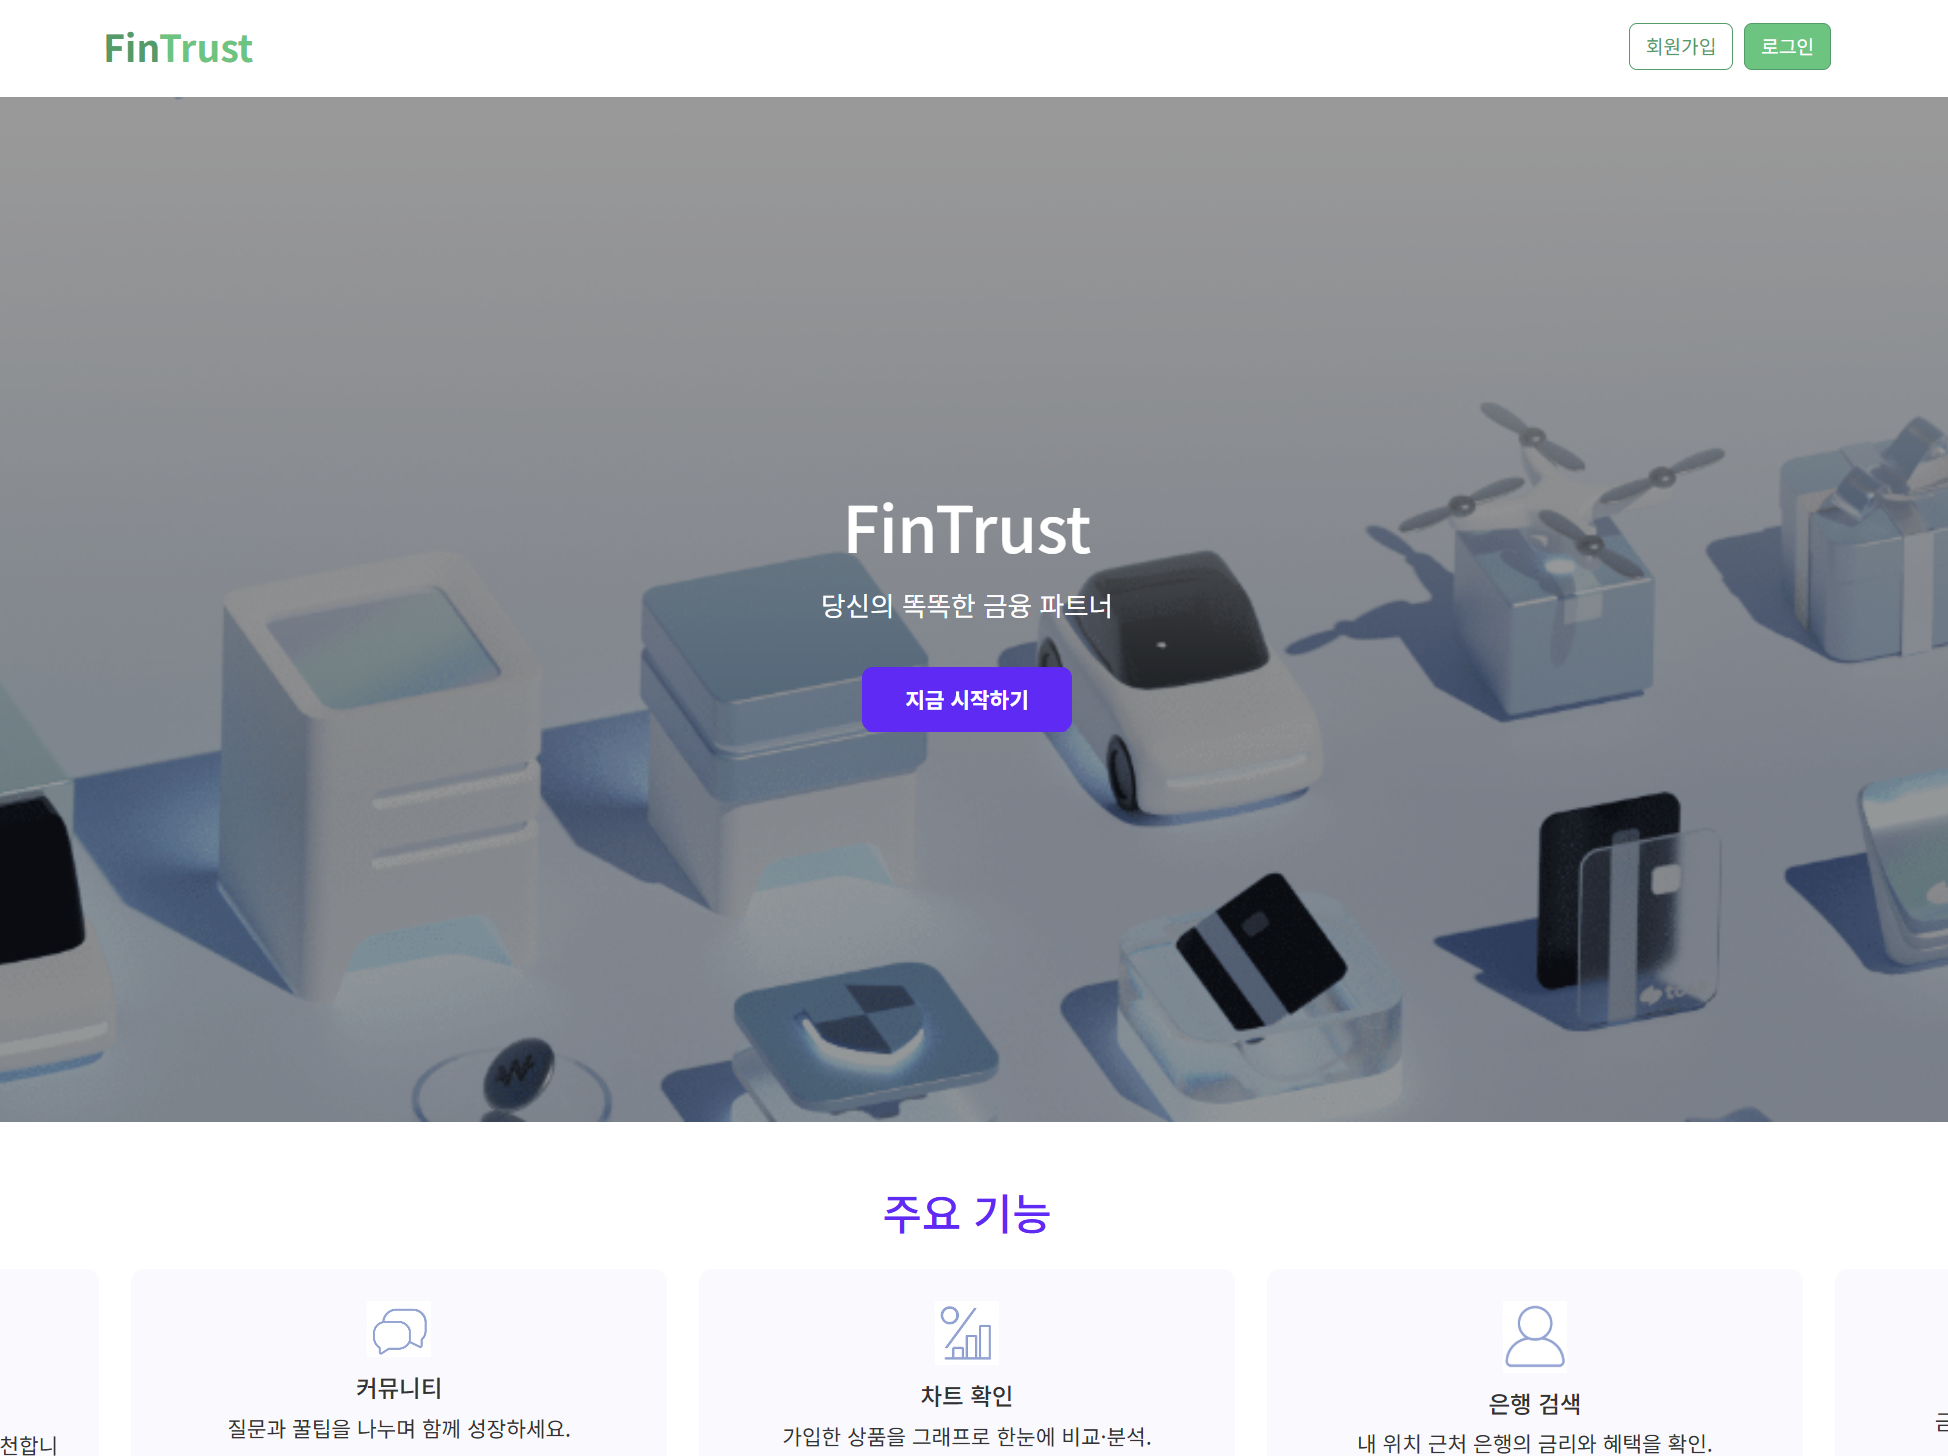 FinTrust
회원가입
로그인
FinTrust
당신의 똑똑한 금융 파트너
지금 시작하기
주요 기능
커뮤니티
질문과 꿀팁을 나누며 함께 성장하세요.
차트 확인
가입한 상품을 그래프로 한눈에 비교·분석.
은행 검색
내 위치 근처 은행의 금리와 혜택을 확인.
천합니